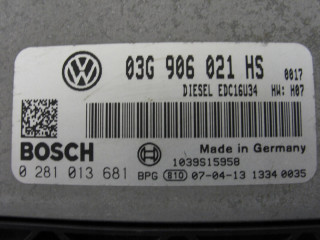 03G 906 021 HS 0017
DIESEL EDC16U34 HW: H07
BOSCH
Made in Germany
1039S15958
0 281 013 681 BPG 810 07-04-13 1334 0035